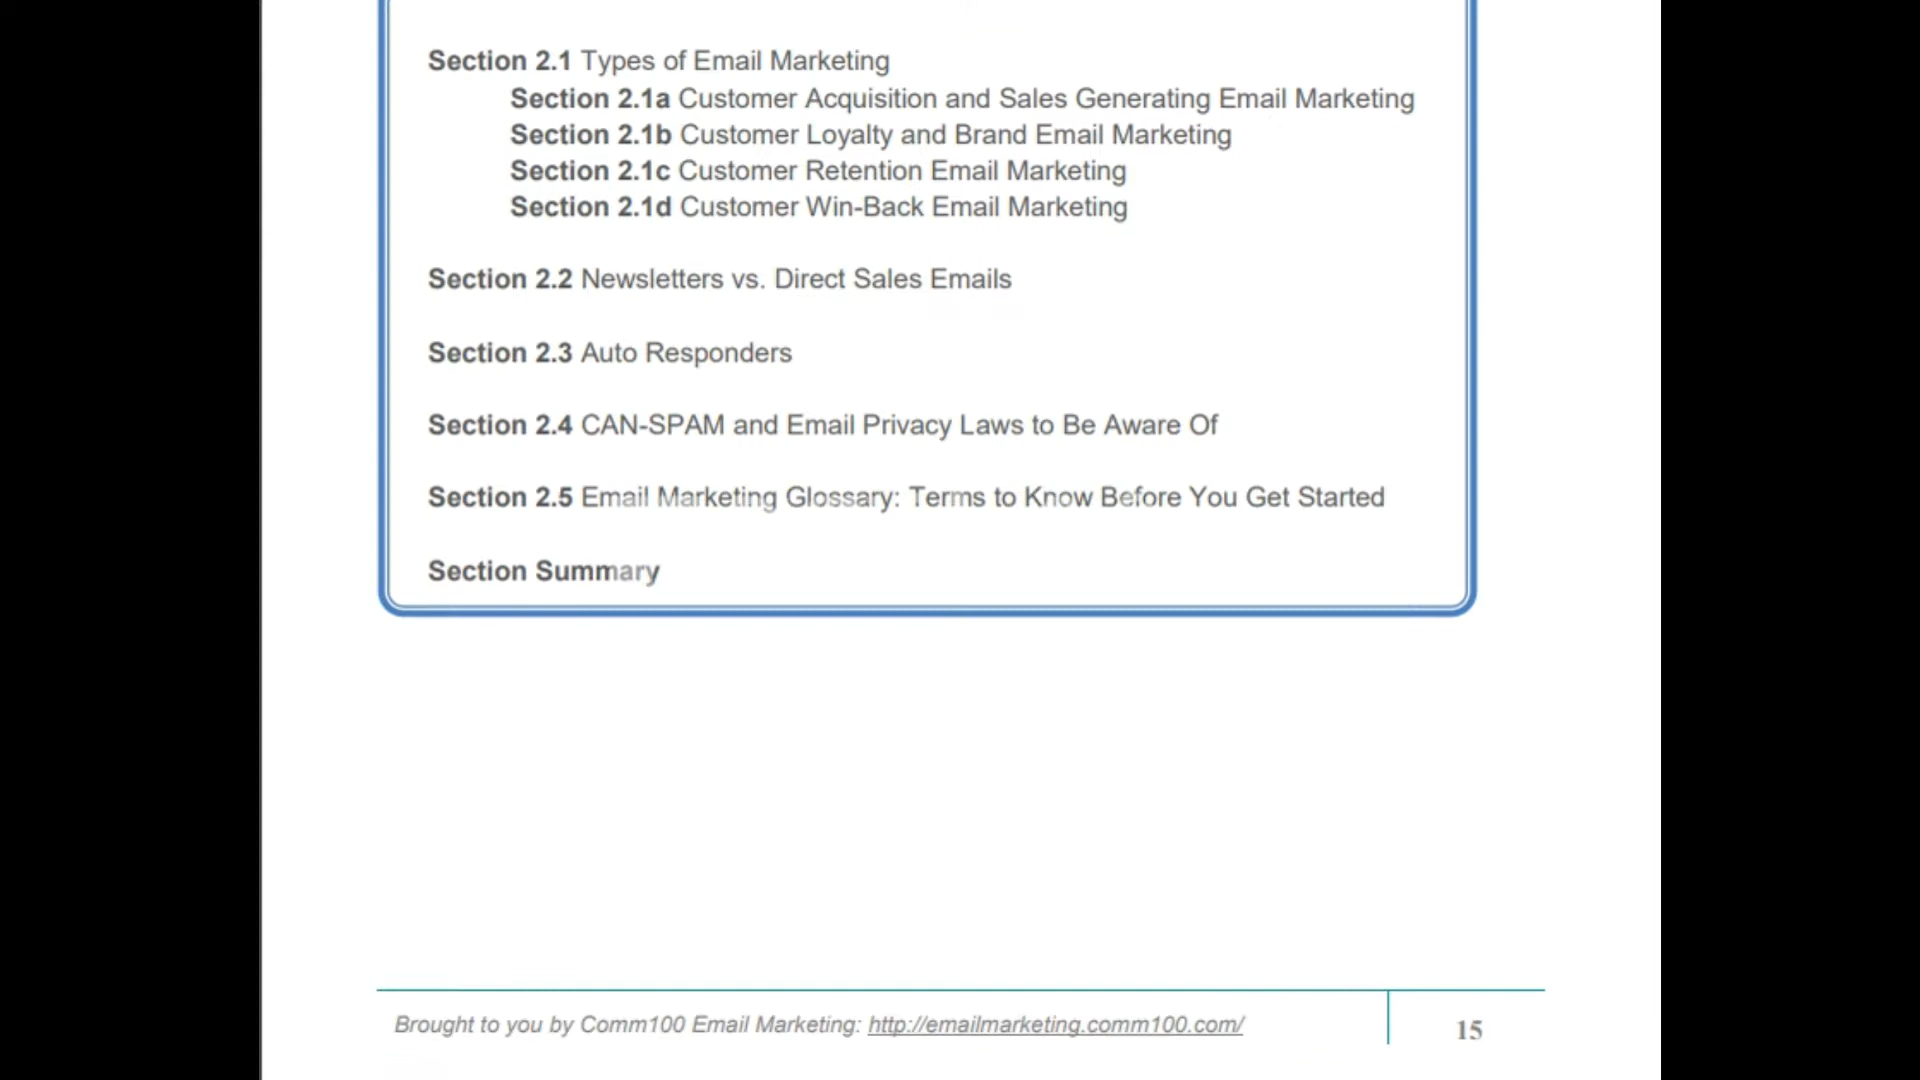 Section 2.1 Types of Email Marketing
Section 2.1a Customer Acquisition and Sales Generating Email Marketing
Section 2.1b Customer Loyalty and Brand Email Marketing
Section 2.1c Customer Retention Email Marketing
Section 2.1d Customer Win-Back Email Marketing
Section 2.2 Newsletters vs. Direct Sales Emails
Section 2.3 Auto Responders
Section 2.4 CAN-SPAM and Email Privacy Laws to Be Aware Of
Section 2.5 Email Marketing Glossary: Terms to Know Before You Get Started
Section Summary
Brought to you by Comm100 Email Marketing: http://emailmarketing.comm100.com/
15